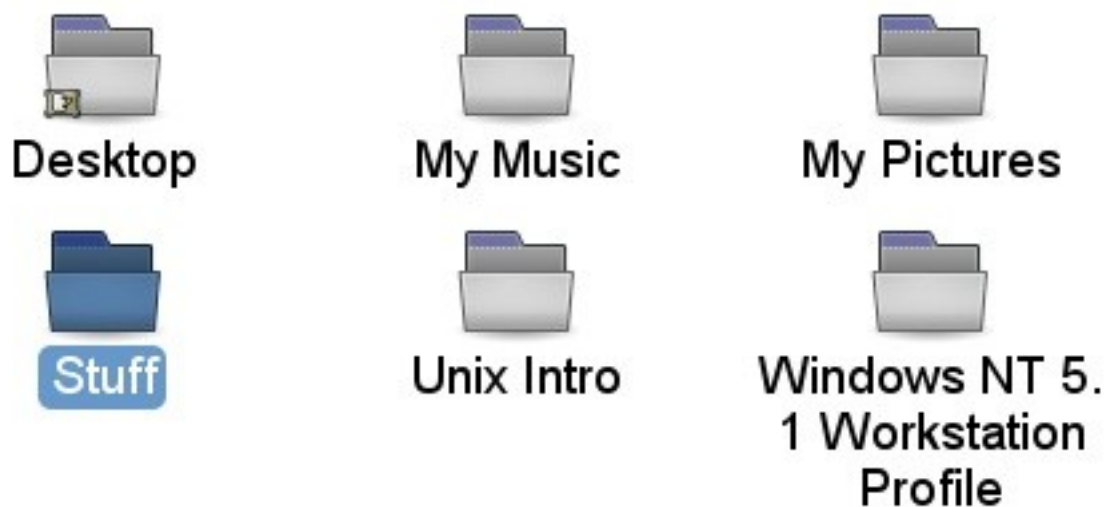 Desktop
My Music
My Pictures
Stuff
Unix Intro
Windows NT 5.
1 Workstation
Profile